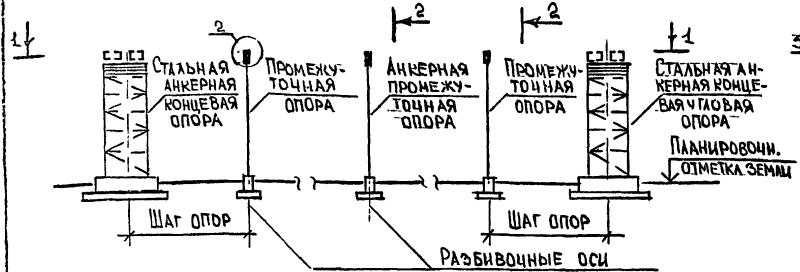 2
2
2
1
1
СТАЛЬНАЯ
АНКЕРНАЯ
КОНЦЕВАЯ
ОПОРА
ПРОМЕЖУ-
ТОЧНАЯ
ОПОРА
АНКЕРНАЯ
ПРОМЕЖУ-
ТОЧНАЯ
ОПОРА
ПРОМЕЖУ-
ТОЧНАЯ
ОПОРА
СТАЛЬНАЯ АН-
КЕРНАЯ КОНЦЕ-
ВАЯ УГЛОВАЯ
ОПОРА
ПЛАНИРОВОЧН.
ОТМЕТКА ЗЕМЛИ
ШАГ ОПОР
ШАГ ОПОР
РАЗБИВОЧНЫЕ ОСИ